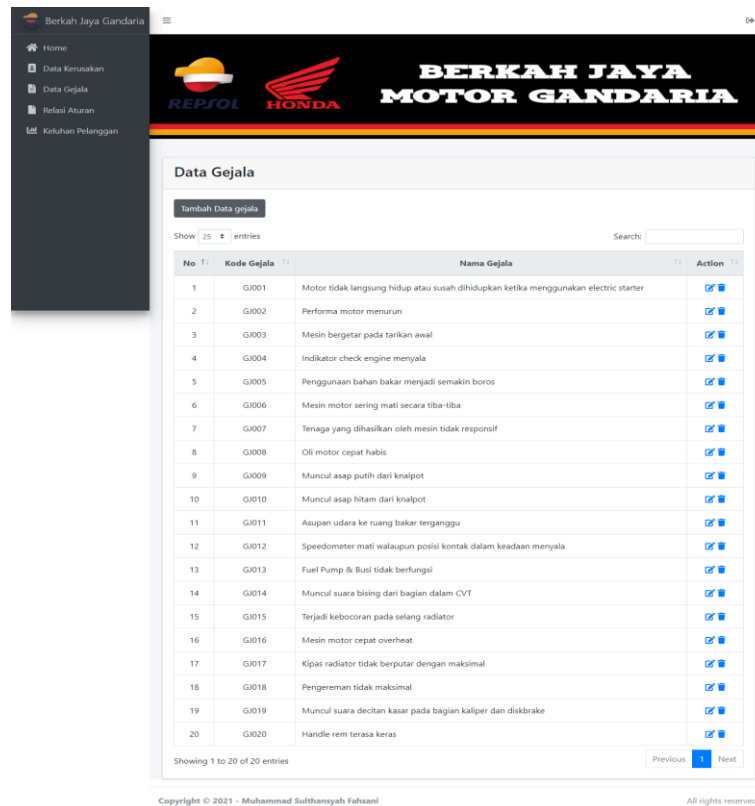 Berkah Jaya Gandaria
Home
Data Kerusakan
Data Gejala
Relasi Aturan
Keluhan Pelanggan
REPSOL
HONDA
BERKAH JAYA
MOTOR GANDARIA
Data Gejala
Tambah Data gejala
Show 25 entries
Search:
No Kode Gejala Nama Gejala Action
1 GJ001 Motor tidak langsung hidup atau susah dihidupkan ketika menggunakan electric starter
2 GJ002 Performa motor menurun
3 GJ003 Mesin bergetar pada tarikan awal
4 GJ004 Indikator check engine menyala
5 GJ005 Penggunaan bahan bakar menjadi semakin boros
6 GJ006 Mesin motor sering mati secara tiba-tiba
7 GJ007 Tenaga yang dihasilkan oleh mesin tidak responsif
8 GJ008 Oli motor cepat habis
9 GJ009 Muncul asap putih dari knalpot
10 GJ010 Muncul asap hitam dari knalpot
11 GJ011 Asupan udara ke ruang bakar terganggu
12 GJ012 Speedometer mati walaupun posisi kontak dalam keadaan menyala
13 GJ013 Fuel Pump & Busi tidak berfungsi
14 GJ014 Muncul suara bising dari bagian dalam CVT
15 GJ015 Terjadi kebocoran pada selang radiator
16 GJ016 Mesin motor cepat overheat
17 GJ017 Kipas radiator tidak berputar dengan maksimal
18 GJ018 Pengereman tidak maksimal
19 GJ019 Muncul suara decitan kasar pada bagian kaliper dan diskbrake
20 GJ020 Handle rem terasa keras
Showing 1 to 20 of 20 entries
Previous 1 Next
Copyright © 2021 - Muhammad Sulthansyah Fahsani
All rights reserve